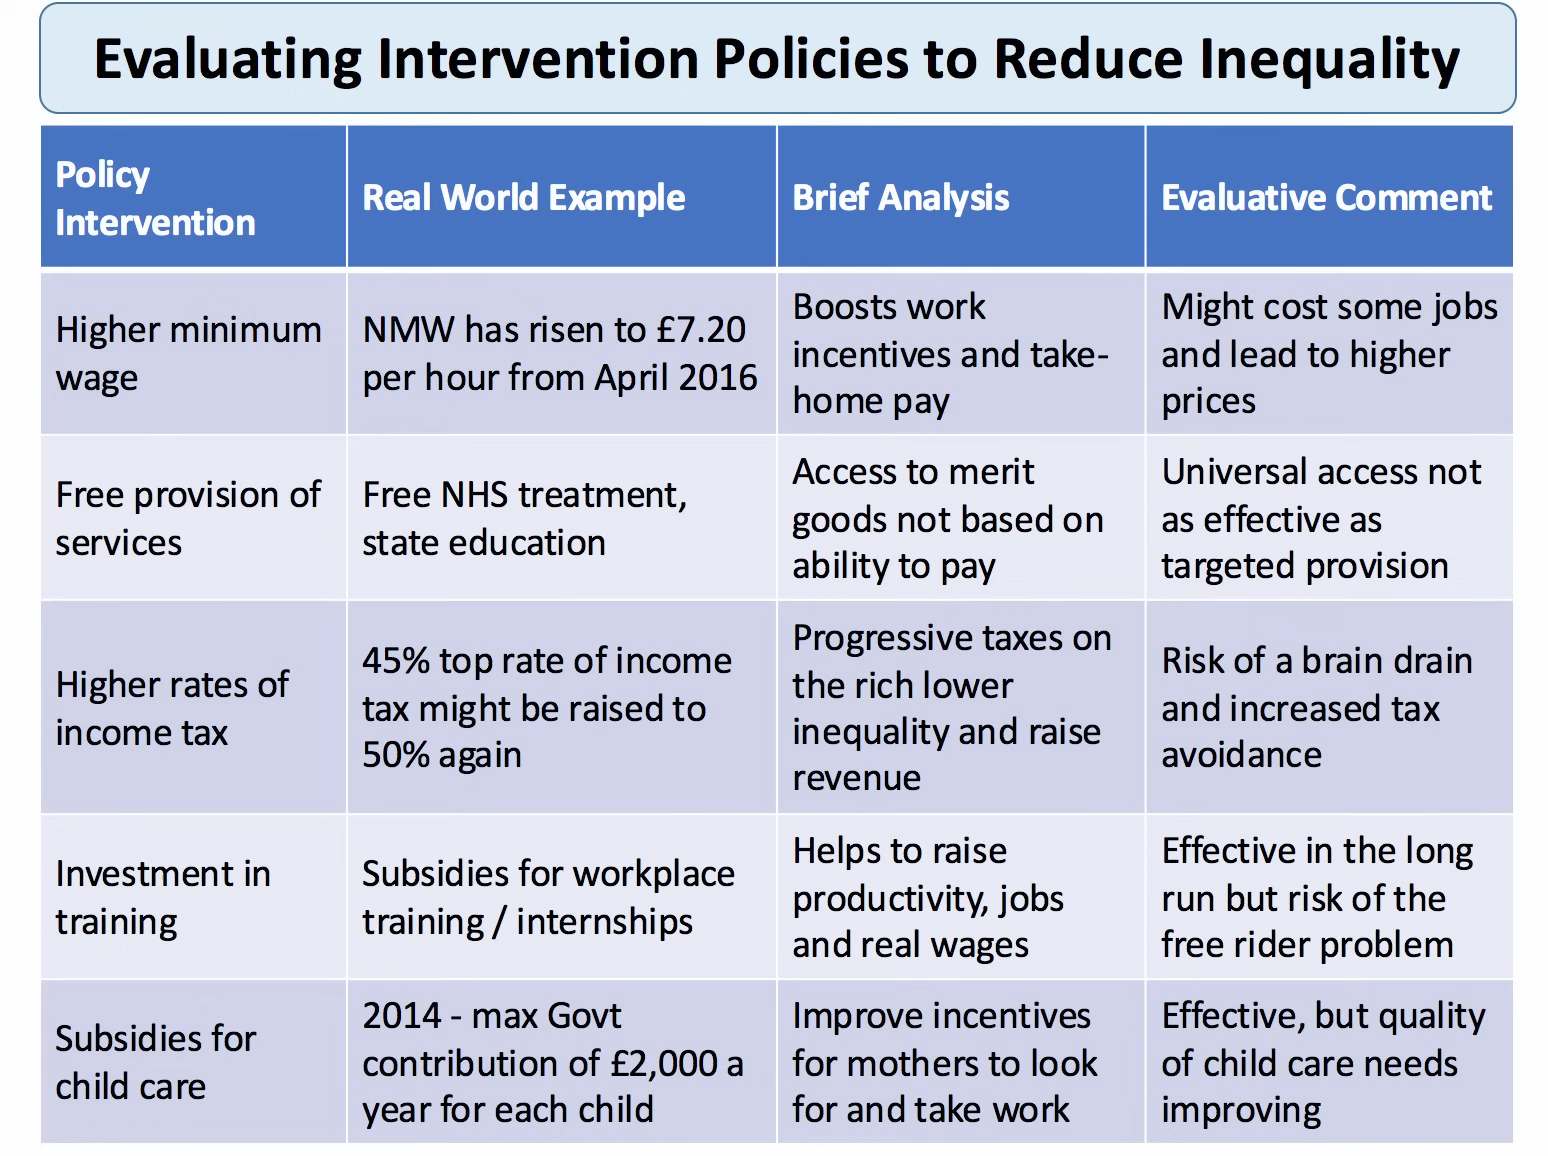 Evaluating Intervention Policies to Reduce Inequality
Policy
Intervention
Real World Example
Brief Analysis
Evaluative Comment
Higher minimum
wage
NMW has risen to £7.20
per hour from April 2016
Boosts work
incentives and take-
home pay
Might cost some jobs
and lead to higher
prices
Free provision of
services
Free NHS treatment,
state education
Access to merit
goods not based on
ability to pay
Universal access not
as effective as
targeted provision
Higher rates of
income tax
45% top rate of income
tax might be raised to
50% again
Progressive taxes on
the rich lower
inequality and raise
revenue
Risk of a brain drain
and increased tax
avoidance
Investment in
training
Subsidies for workplace
training / internships
Helps to raise
productivity, jobs
and real wages
Effective in the long
run but risk of the
free rider problem
Subsidies for
child care
2014 - max Govt
contribution of £2,000 a
year for each child
Improve incentives
for mothers to look
for and take work
Effective, but quality
of child care needs
improving